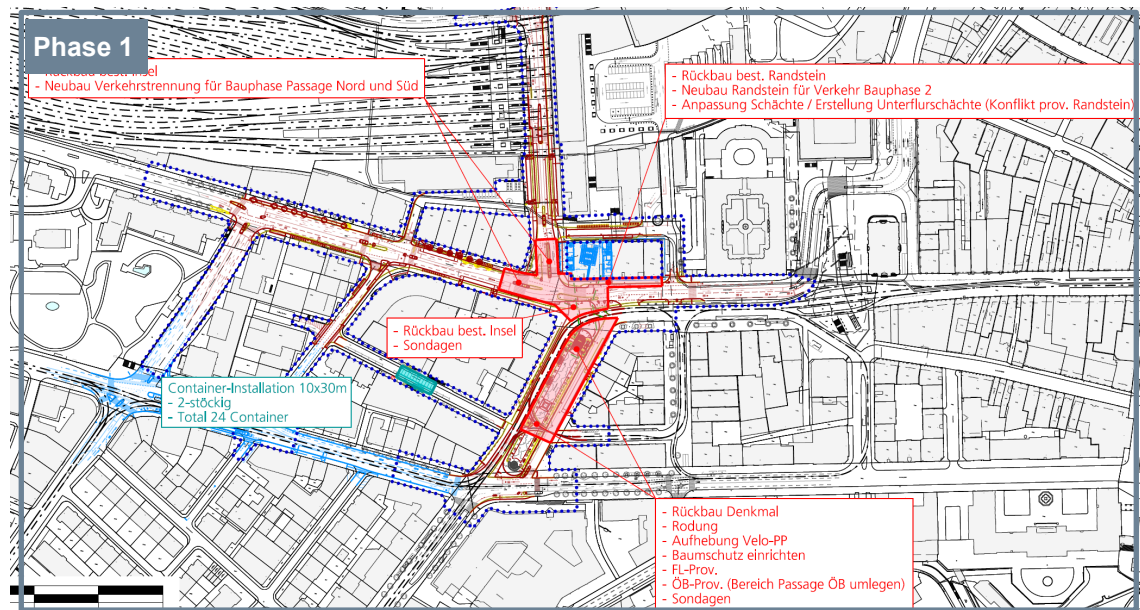 Phase 1
- Rückbau best. Insel
- Neubau Verkehrstrennung für Bauphase Passage Nord und Süd
- Rückbau best. Randstein
- Neubau Randstein für Verkehr Bauphase 2
- Anpassung Schächte / Erstellung Unterflurschächte (Konflikt prov. Randstein)
- Rückbau best. Insel
- Sondagen
Container-Installation 10x30m
- 2-stöckig
- Total 24 Container
- Rückbau Denkmal
- Rodung
- Aufhebung Velo-PP
- Baumschutz einrichten
- FL-Prov.
- ÖB-Prov. (Bereich Passage ÖB umlegen)
- Sondagen